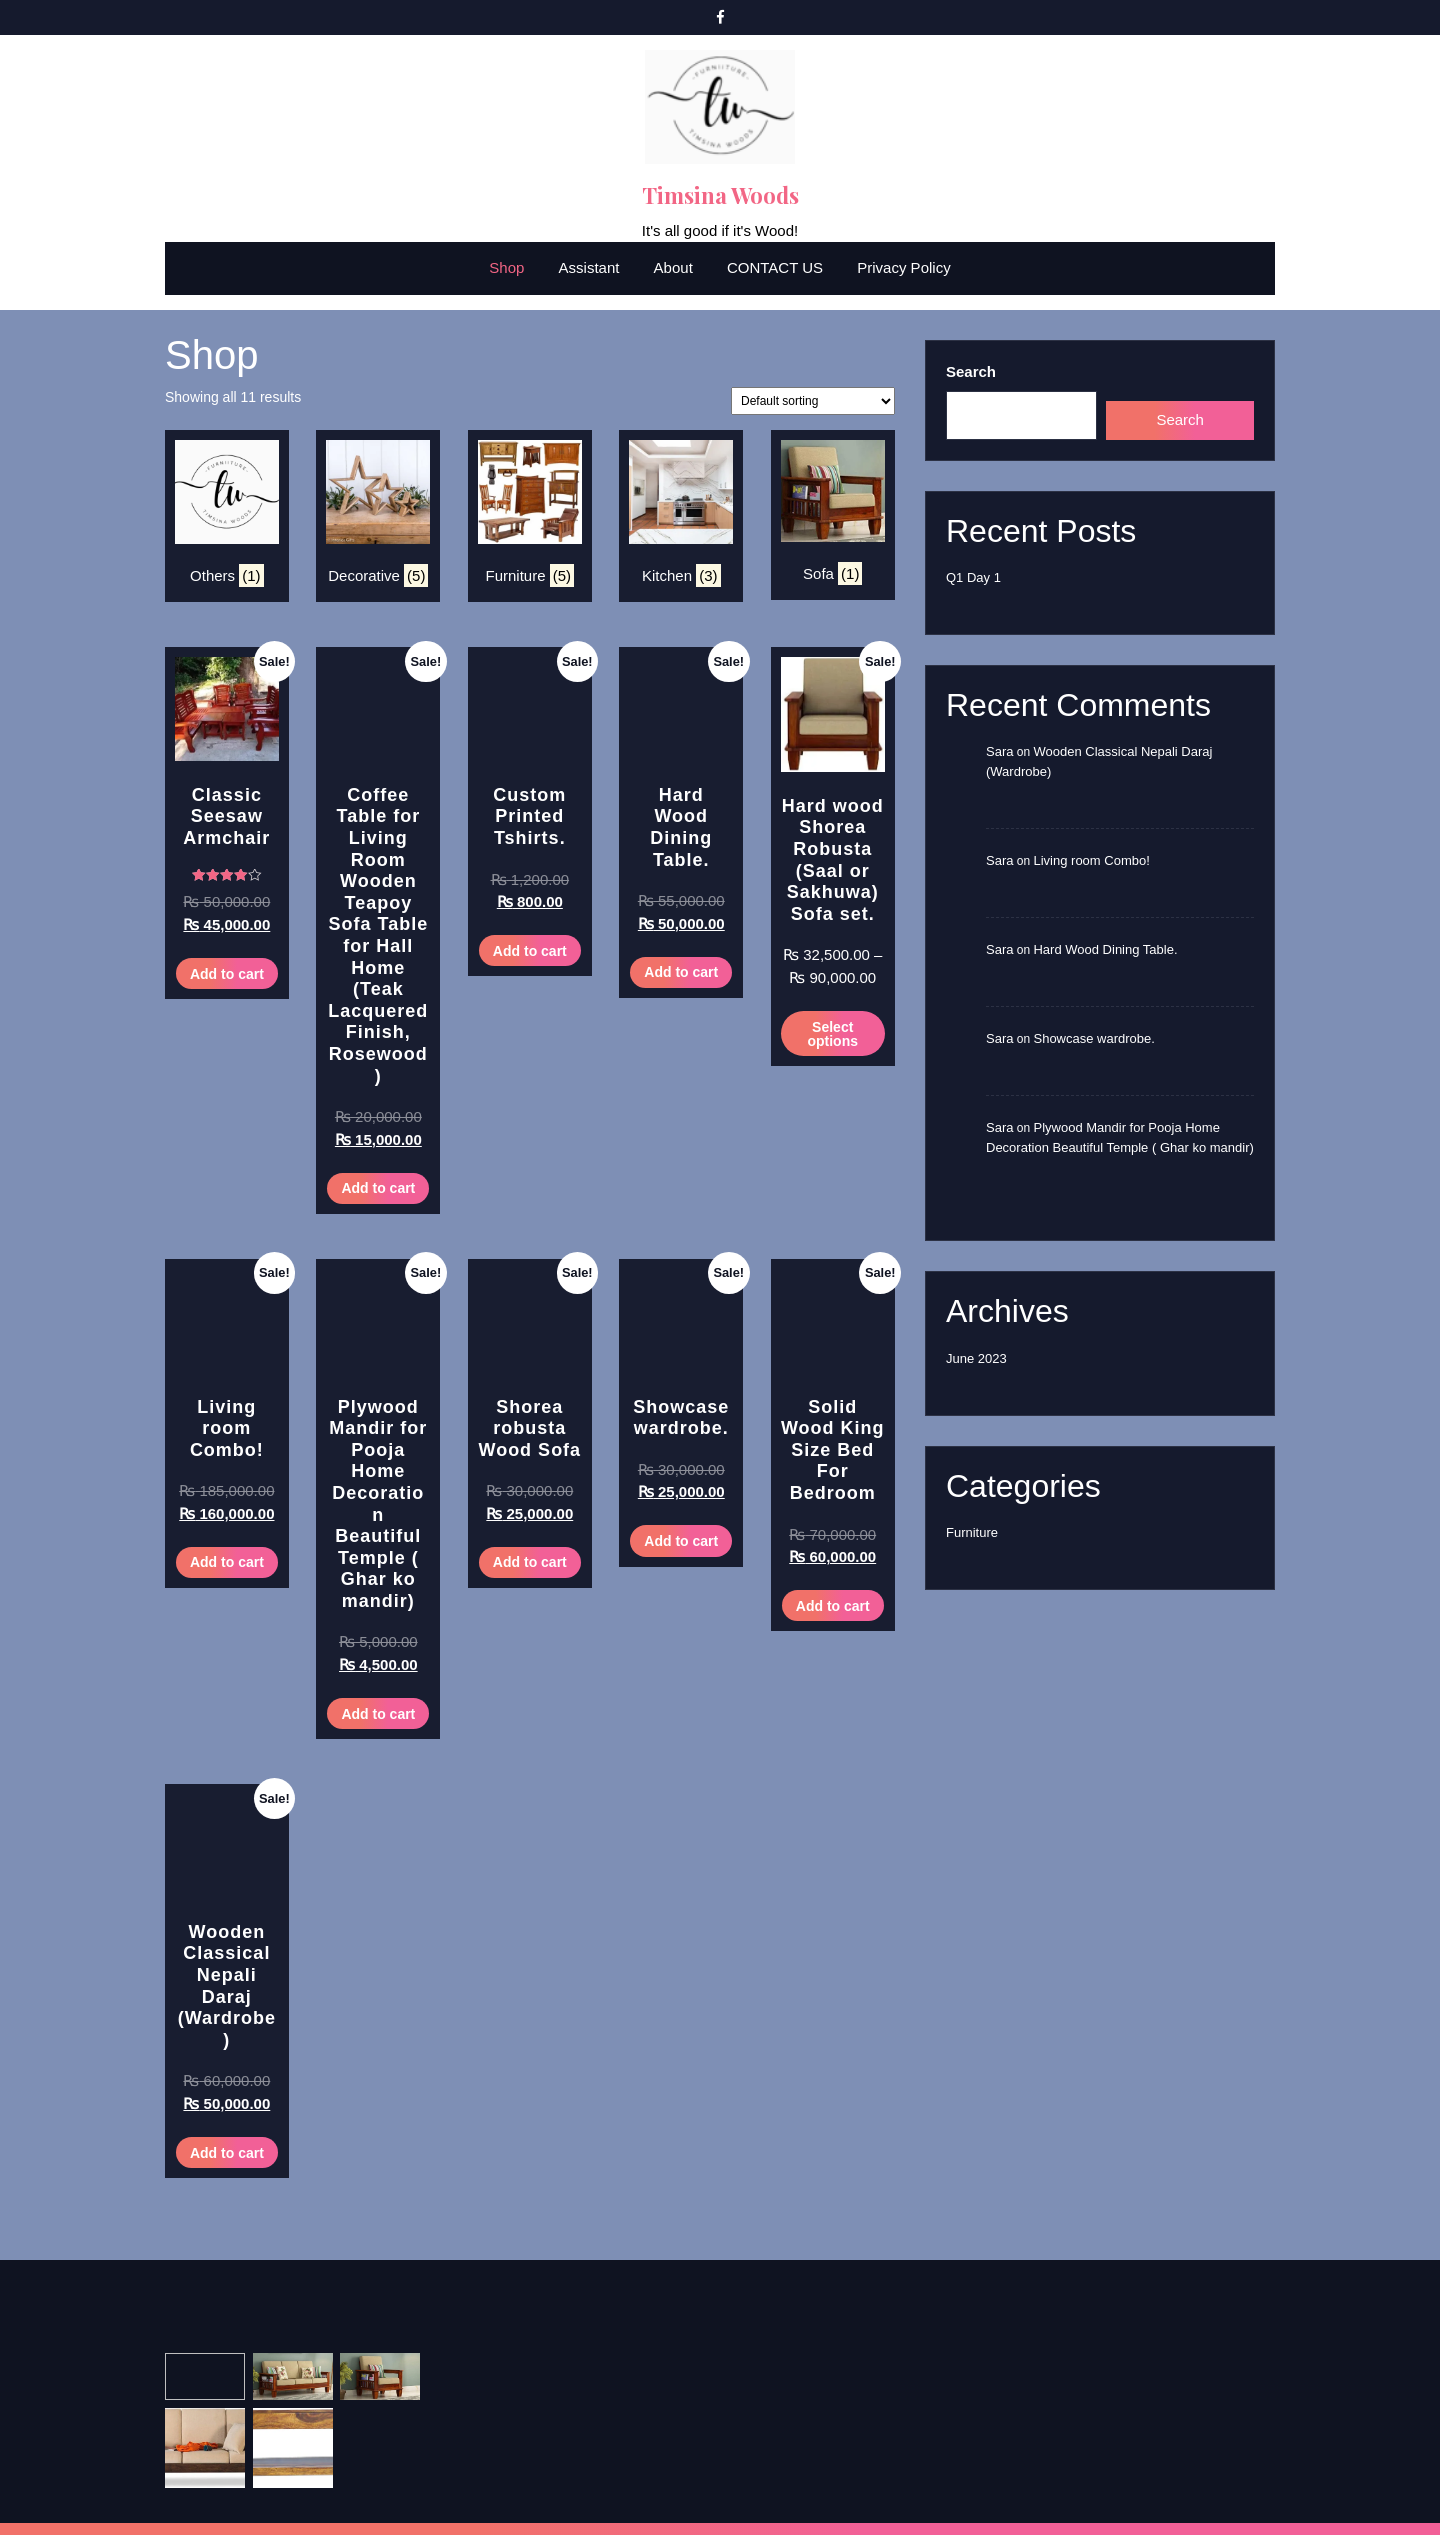 FURNIITURE
tw
TIMSINA WOODS
Timsina Woods
It's all good if it's Wood!
Shop
Assistant
About
CONTACT US
Privacy Policy
Shop
Showing all 11 results
Default sorting
FURNIITURE
tw
TIMSINA WOODS
Others (1)
Decorative (5)
Furniture (5)
Kitchen (3)
Sofa (1)
Sale!
Classic
Seesaw
Armchair
₨ 50,000.00
₨ 45,000.00
Add to cart
Sale!
Coffee
Table for
Living
Room
Wooden
Teapoy
Sofa Table
for Hall
Home
(Teak
Lacquered
Finish,
Rosewood
)
₨ 20,000.00
₨ 15,000.00
Add to cart
Sale!
Custom
Printed
Tshirts.
₨ 1,200.00
₨ 800.00
Add to cart
Sale!
Hard
Wood
Dining
Table.
₨ 55,000.00
₨ 50,000.00
Add to cart
Sale!
Hard wood
Shorea
Robusta
(Saal or
Sakhuwa)
Sofa set.
₨ 32,500.00 –
₨ 90,000.00
Select
options
Sale!
Living
room
Combo!
₨ 185,000.00
₨ 160,000.00
Add to cart
Sale!
Plywood
Mandir for
Pooja
Home
Decoratio
n
Beautiful
Temple (
Ghar ko
mandir)
₨ 5,000.00
₨ 4,500.00
Add to cart
Sale!
Shorea
robusta
Wood Sofa
₨ 30,000.00
₨ 25,000.00
Add to cart
Sale!
Showcase
wardrobe.
₨ 30,000.00
₨ 25,000.00
Add to cart
Sale!
Solid
Wood King
Size Bed
For
Bedroom
₨ 70,000.00
₨ 60,000.00
Add to cart
Sale!
Wooden
Classical
Nepali
Daraj
(Wardrobe
)
₨ 60,000.00
₨ 50,000.00
Add to cart
Search
Search
Recent Posts
Q1 Day 1
Recent Comments
Sara on Wooden Classical Nepali Daraj
(Wardrobe)
Sara on Living room Combo!
Sara on Hard Wood Dining Table.
Sara on Showcase wardrobe.
Sara on Plywood Mandir for Pooja Home
Decoration Beautiful Temple ( Ghar ko mandir)
Archives
June 2023
Categories
Furniture